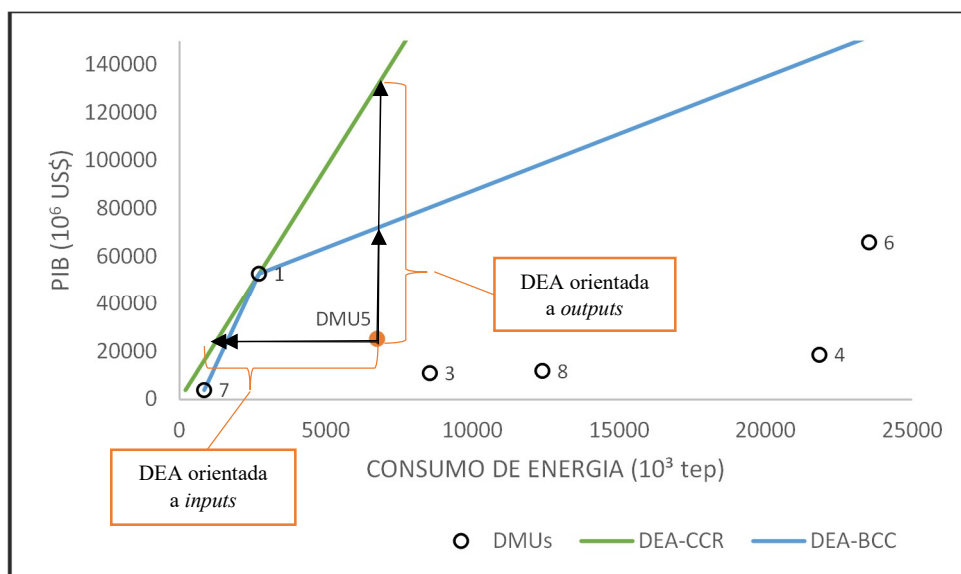 PIB (10⁶ US$)
140000
120000
100000
80000
60000
40000
20000
0
1
DMU5
7
3
8
4
6
DEA orientada
a outputs
0
5000
10000
15000
20000
25000
DEA orientada
a inputs
CONSUMO DE ENERGIA (10³ tep)
DMUs
DEA-CCR
DEA-BCC